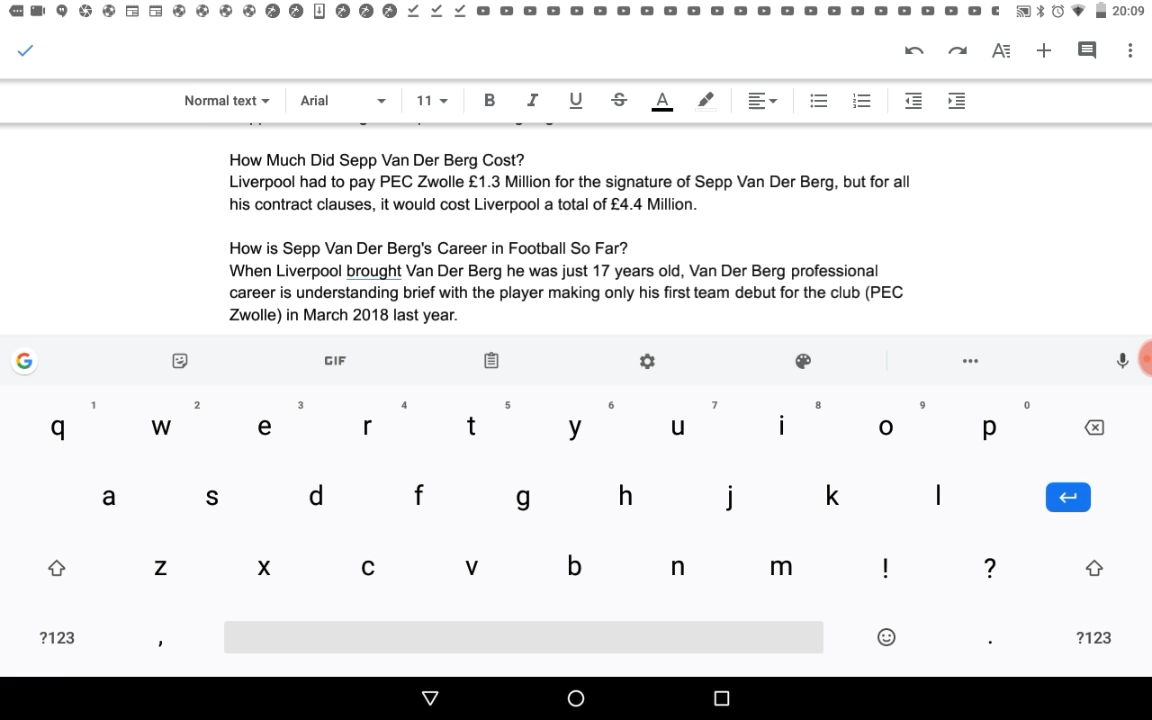 20:09
Normal text Arial 11 B I U S A
How Much Did Sepp Van Der Berg Cost?
Liverpool had to pay PEC Zwolle £1.3 Million for the signature of Sepp Van Der Berg, but for all
his contract clauses, it would cost Liverpool a total of £4.4 Million.
How is Sepp Van Der Berg's Career in Football So Far?
When Liverpool brought Van Der Berg he was just 17 years old, Van Der Berg professional
career is understanding brief with the player making only his first team debut for the club (PEC
Zwolle) in March 2018 last year.
G GIF
1 2 3 4 5 6 7 8 9 0
q w e r t y u i o p
a s d f g h j k l
z x c v b n m ! ?
?123 , . ?123